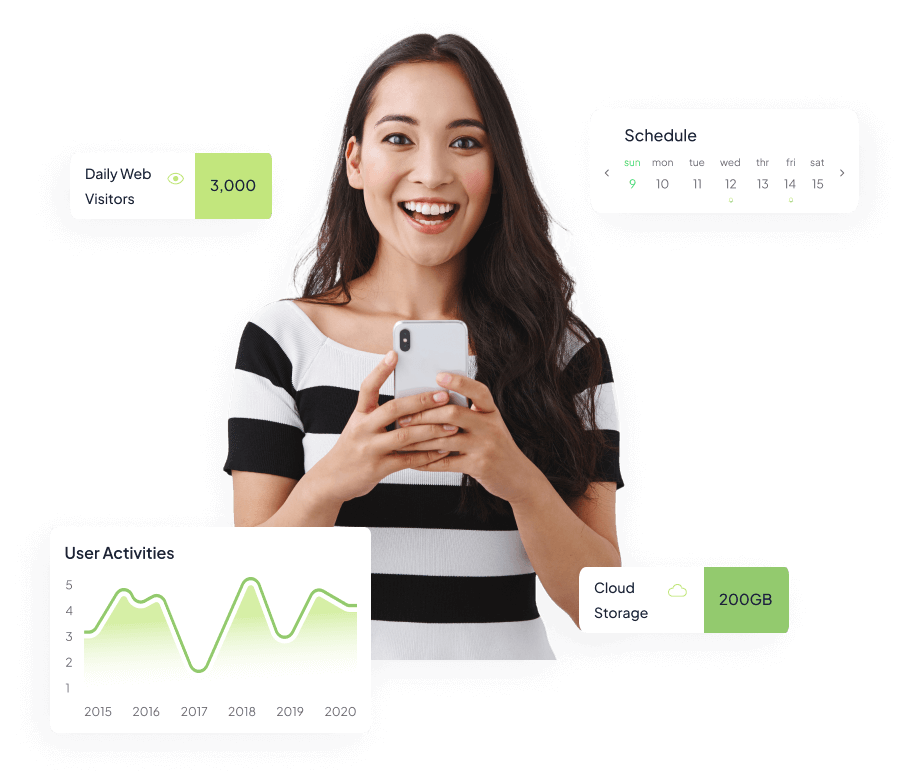 Daily Web
Visitors
3,000
Schedule
sun mon tue wed thr fri sat
‹ 9 10 11 12 13 14 15 ›
User Activities
5
4
3
2
1
2015 2016 2017 2018 2019 2020
Cloud
Storage
200GB